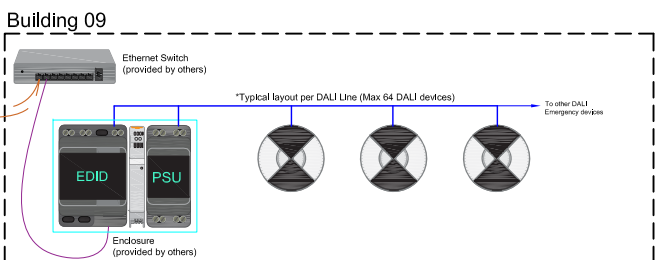 Building 09
Ethernet Switch
(provided by others)
*Typical layout per DALI Line (Max 64 DALI devices)
To other DALI
Emergency devices
EDID
PSU
Enclosure
(provided by others)